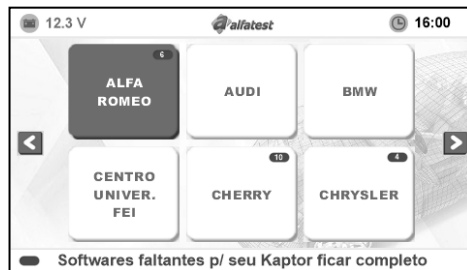 12.3 V
alfatest
16:00
6
ALFA
ROMEO
AUDI
BMW
CENTRO
UNIVER.
FEI
10
CHERRY
4
CHRYSLER
Softwares faltantes p/ seu Kaptor ficar completo